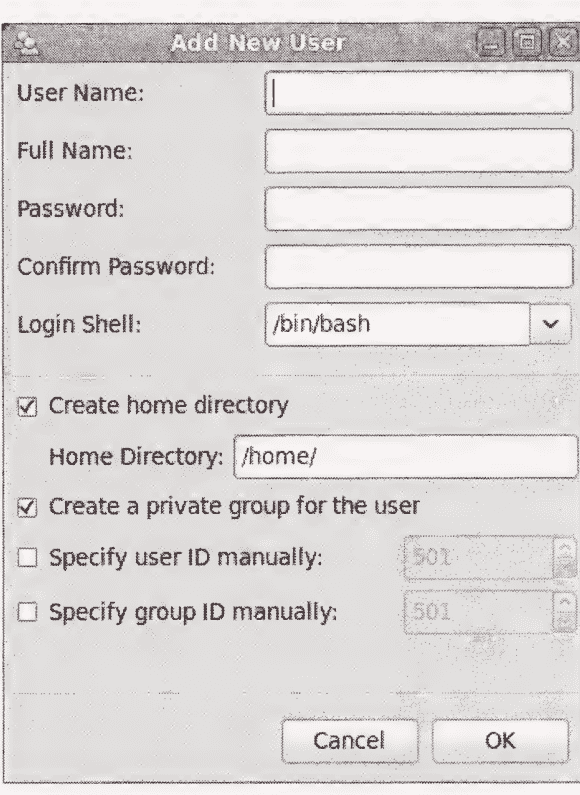 Add New User
User Name:
Full Name:
Password:
Confirm Password:
Login Shell: /bin/bash
Create home directory
Home Directory: /home/
Create a private group for the user
Specify user ID manually: 501
Specify group ID manually: 501
Cancel OK